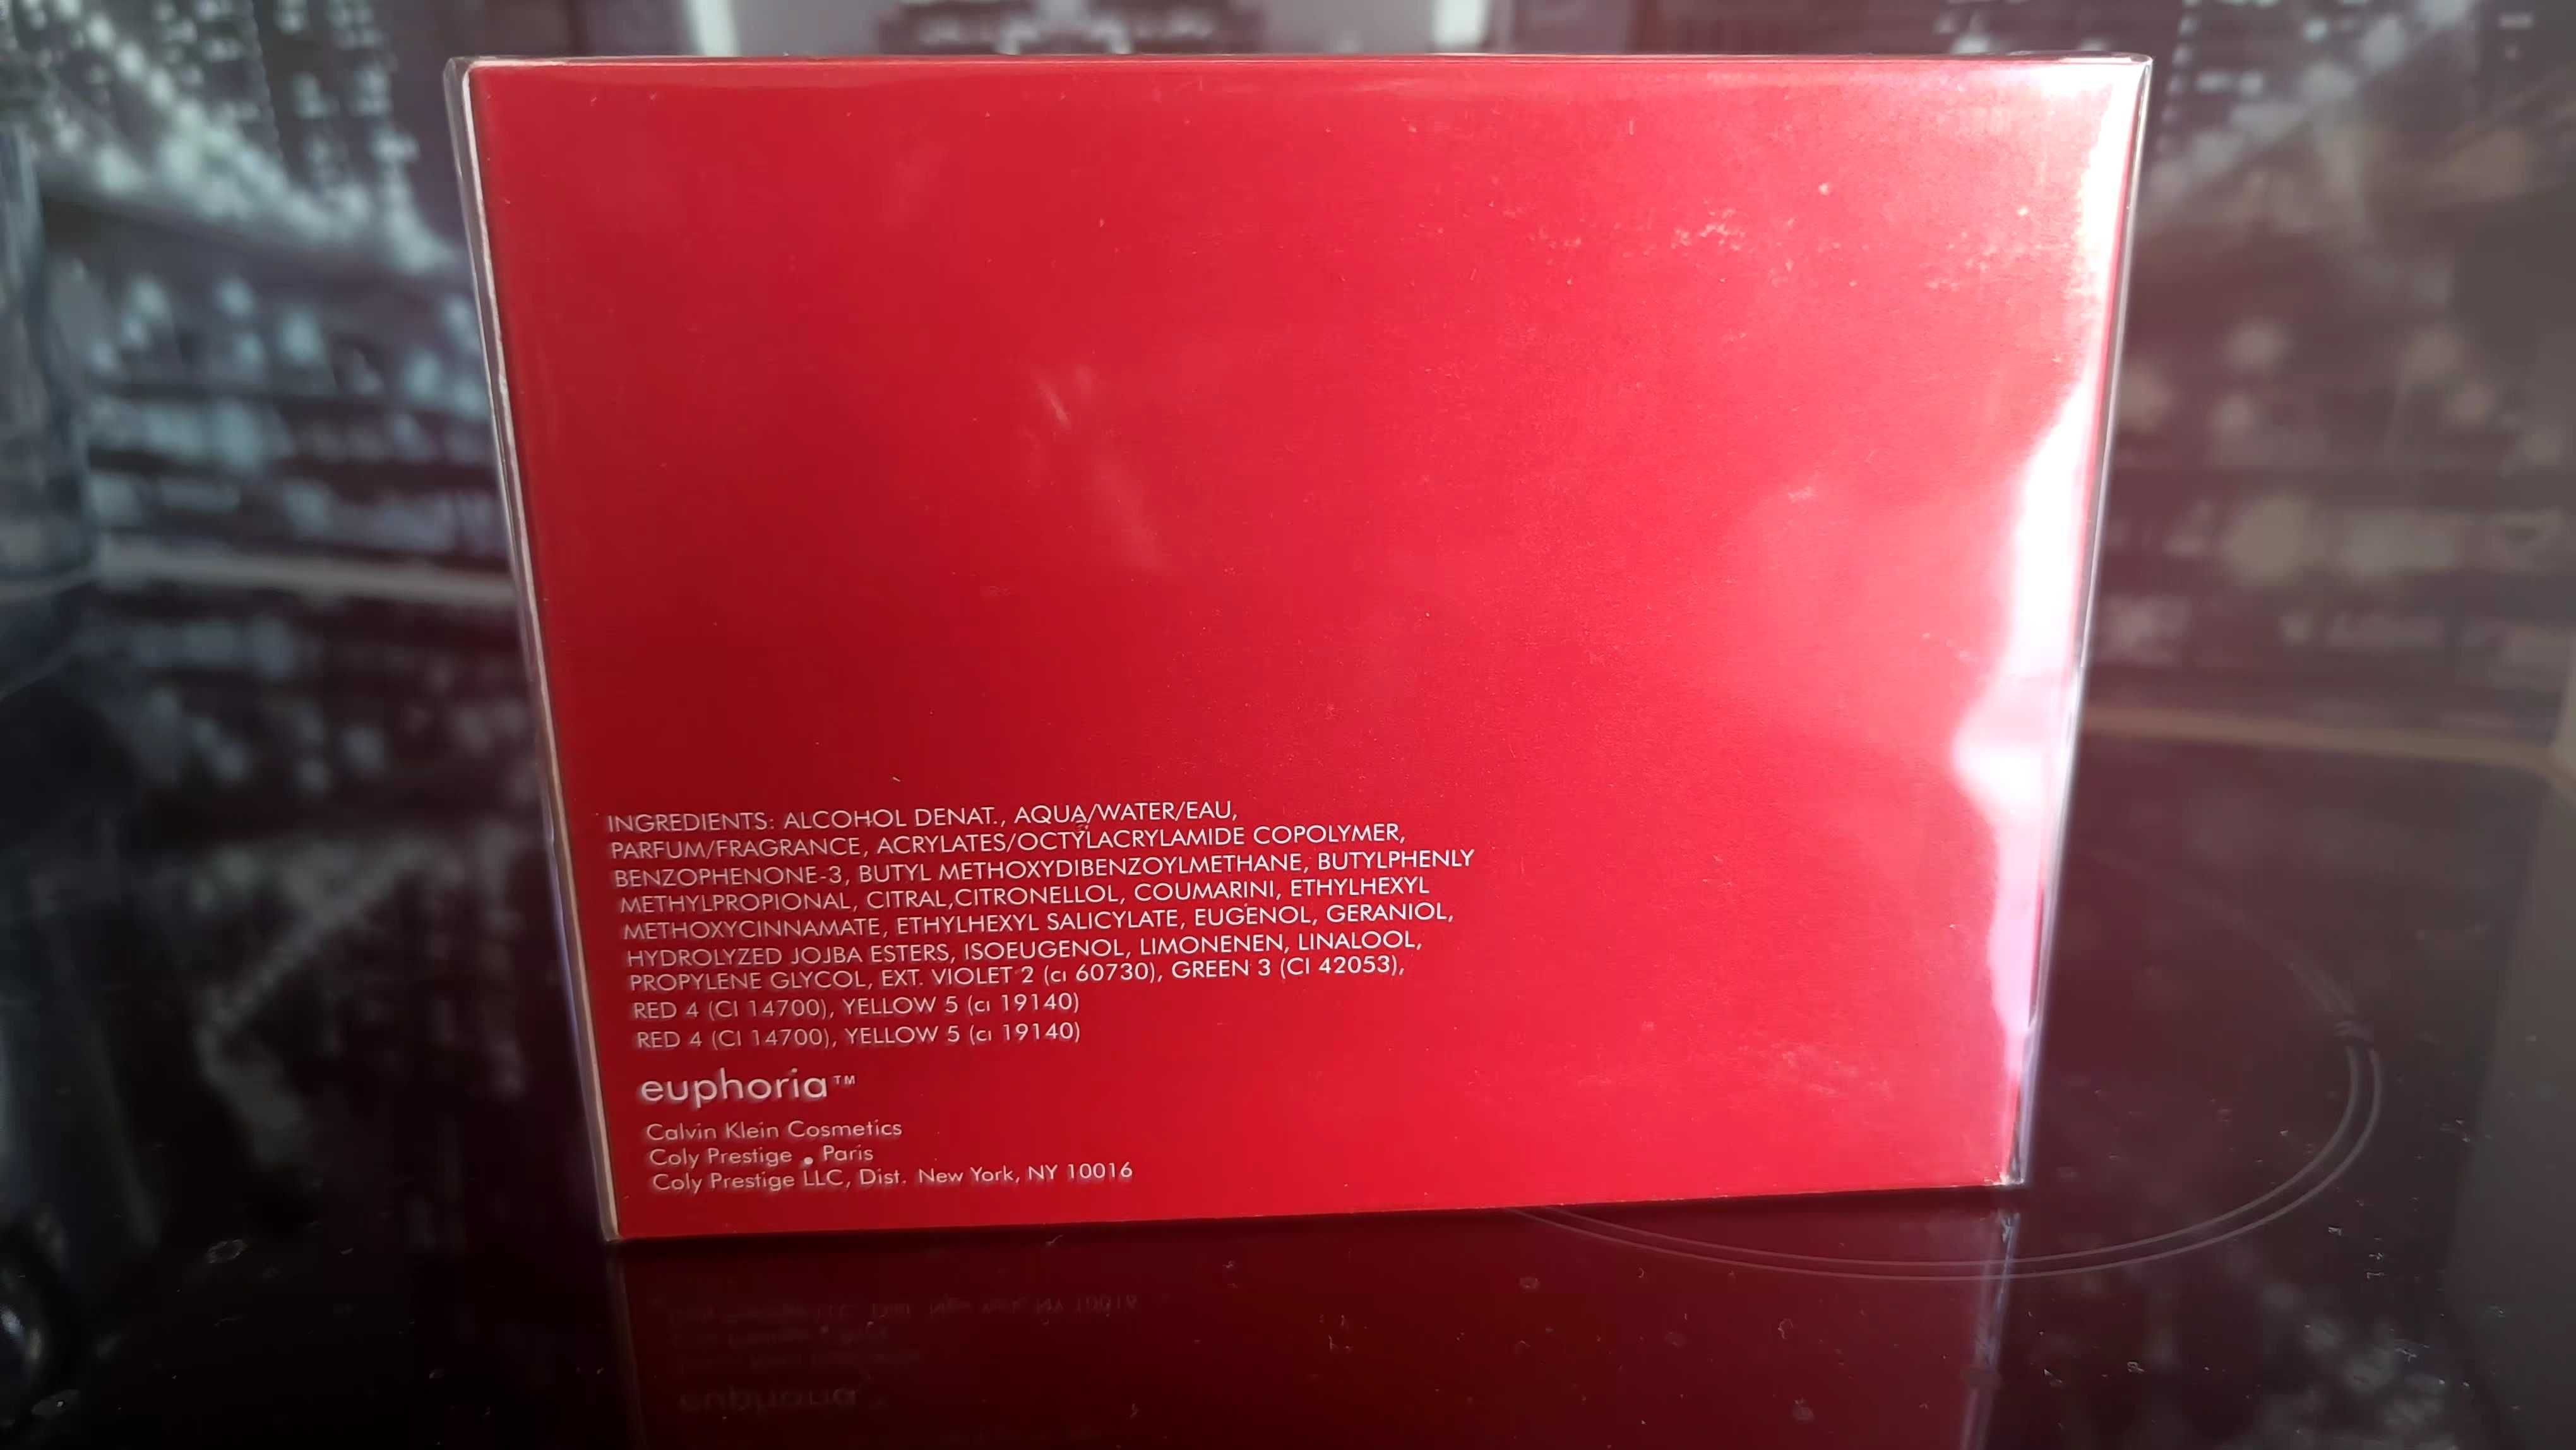 INGREDIENTS: ALCOHOL DENAT., AQUA/WATER/EAU,
PARFUM/FRAGRANCE, ACRYLATES/OCTYLACRYLAMIDE COPOLYMER,
BENZOPHENONE-3, BUTYL METHOXYDIBENZOYLMETHANE, BUTYLPHENLY
METHYLPROPIONAL, CITRAL,CITRONELLOL, COUMARINI, ETHYLHEXYL
METHOXYCINNAMATE, ETHYLHEXYL SALICYLATE, EUGENOL, GERANIOL,
HYDROLYZED JOJBA ESTERS, ISOEUGENOL, LIMONENEN, LINALOOL,
PROPYLENE GLYCOL, EXT. VIOLET 2 (cı 60730), GREEN 3 (CI 42053),
RED 4 (CI 14700), YELLOW 5 (cı 19140)
RED 4 (CI 14700), YELLOW 5 (cı 19140)
euphoria™
Calvin Klein Cosmetics
Coly Prestige • Paris
Coly Prestige LLC, Dist. New York, NY 10016